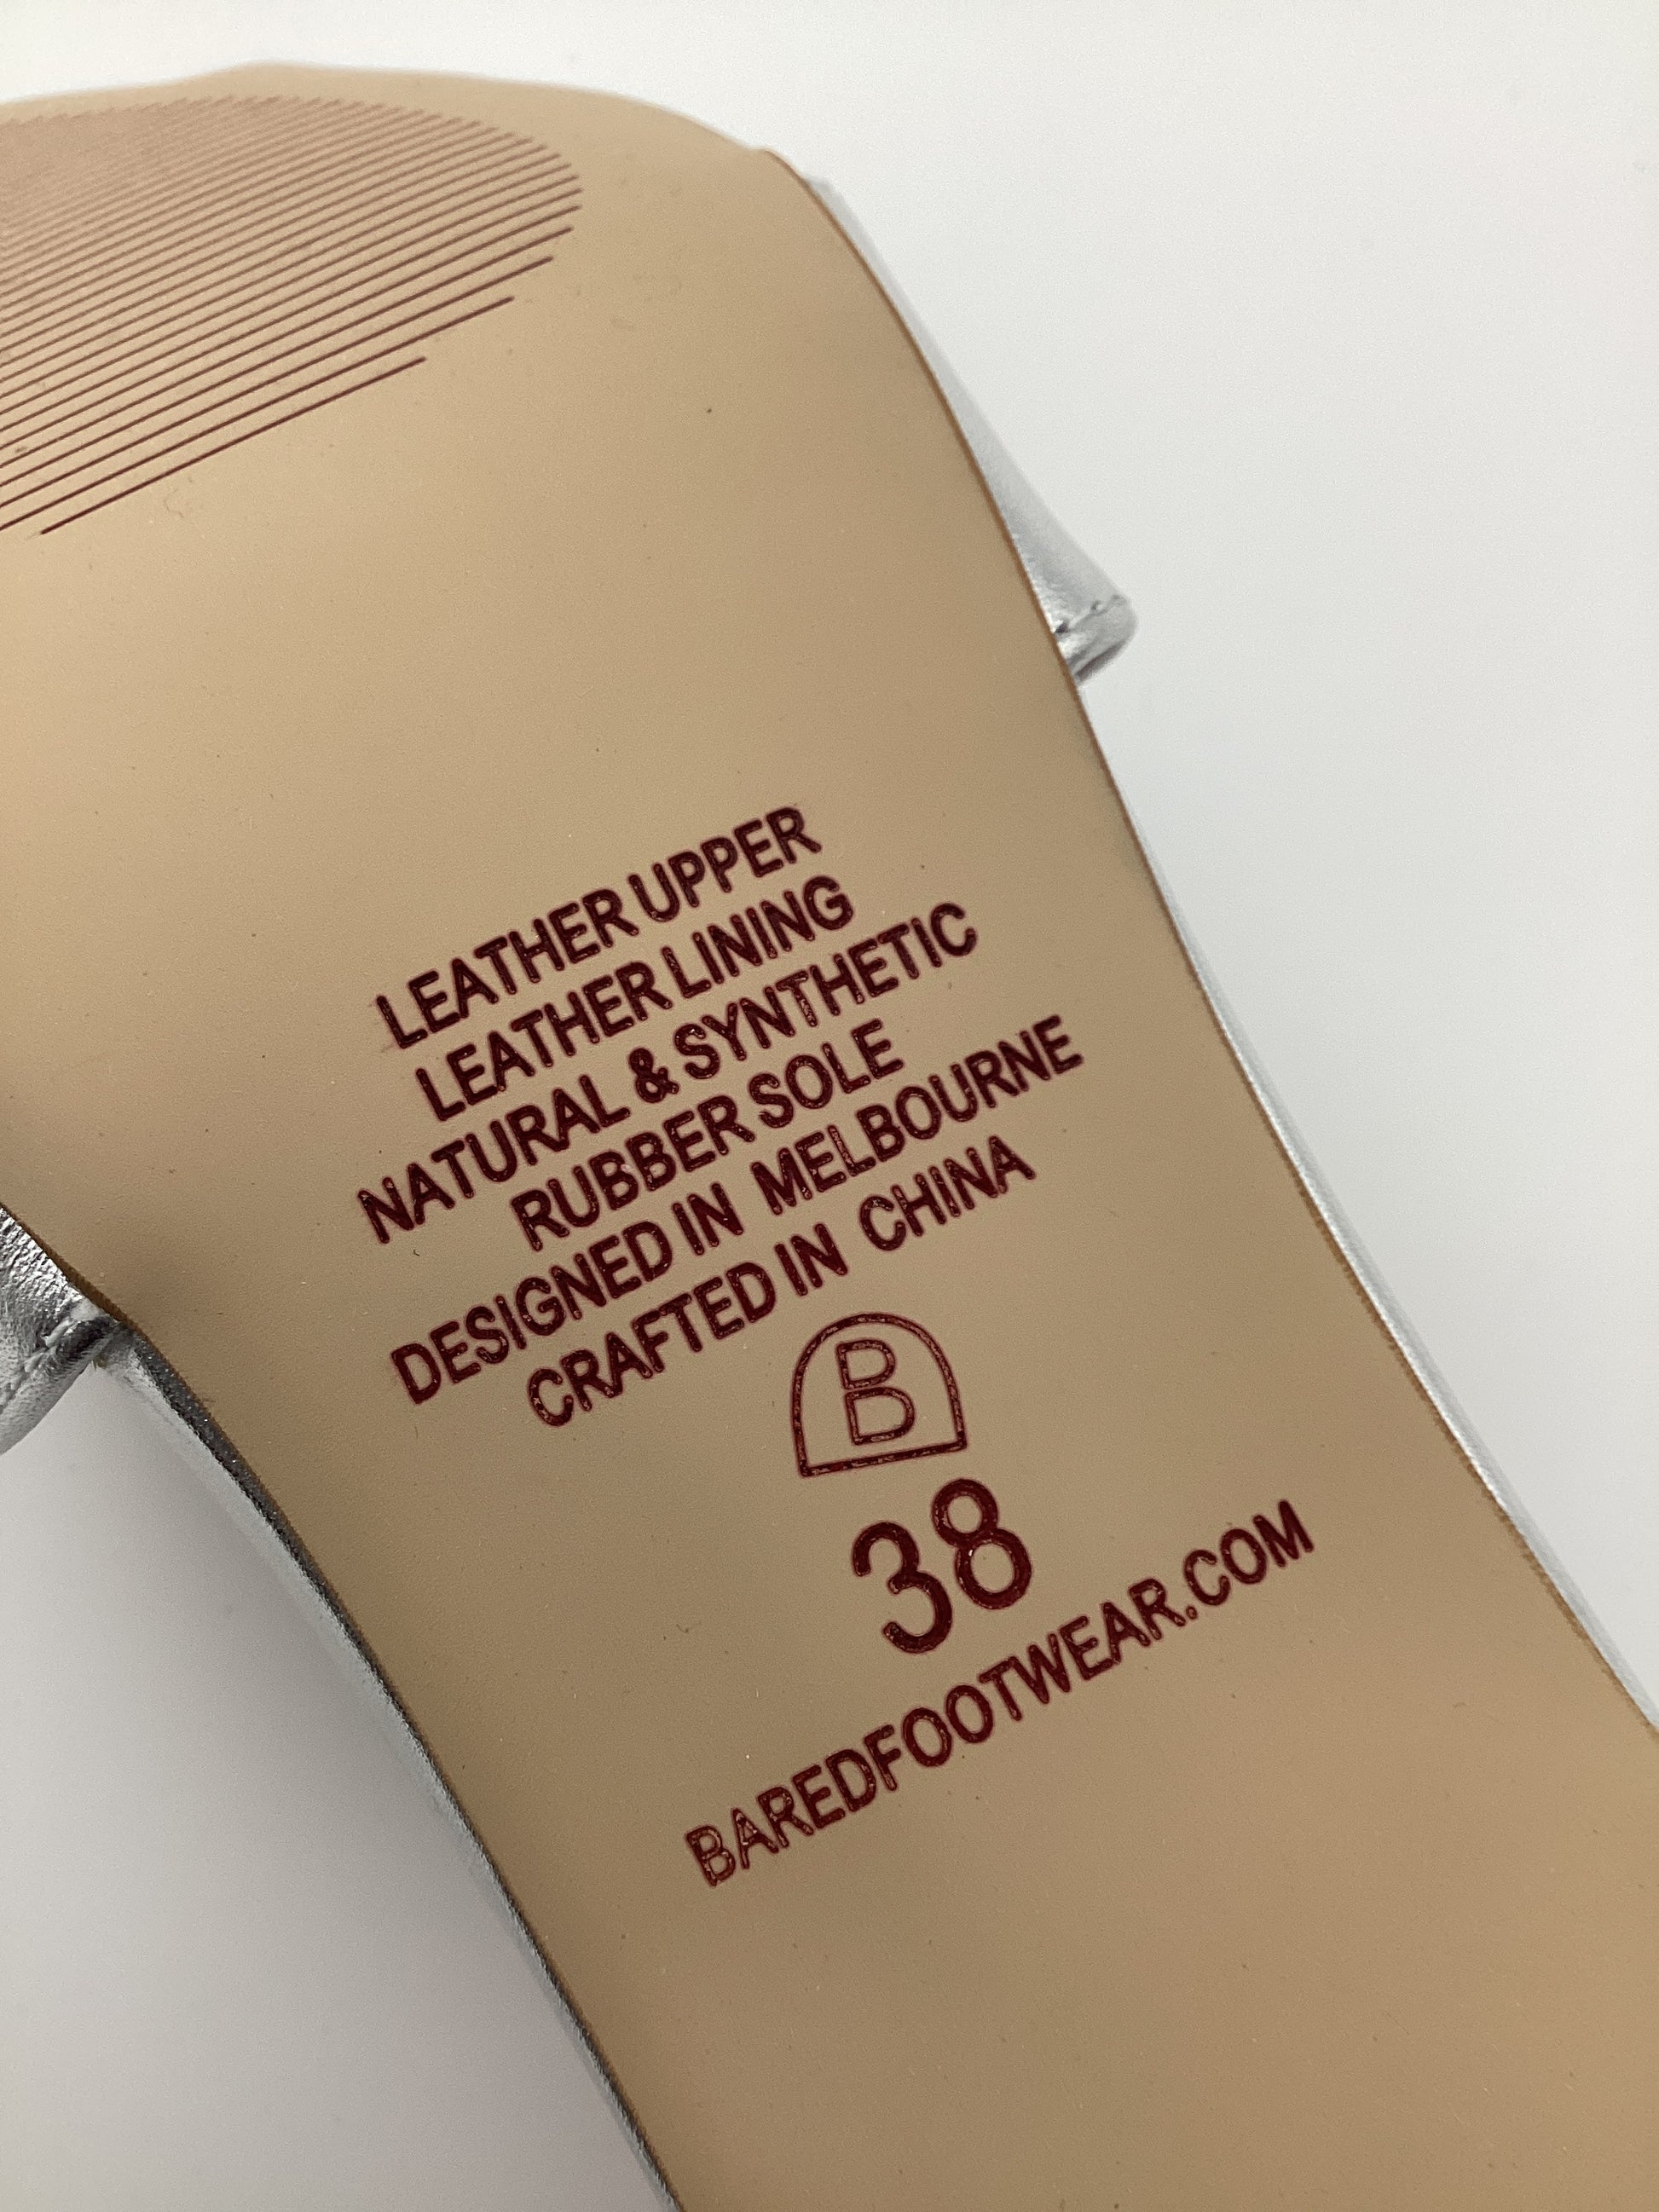 LEATHER UPPER
LEATHER LINING
NATURAL & SYNTHETIC
RUBBER SOLE
DESIGNED IN MELBOURNE
CRAFTED IN CHINA
B
38
BAREDFOOTWEAR.COM